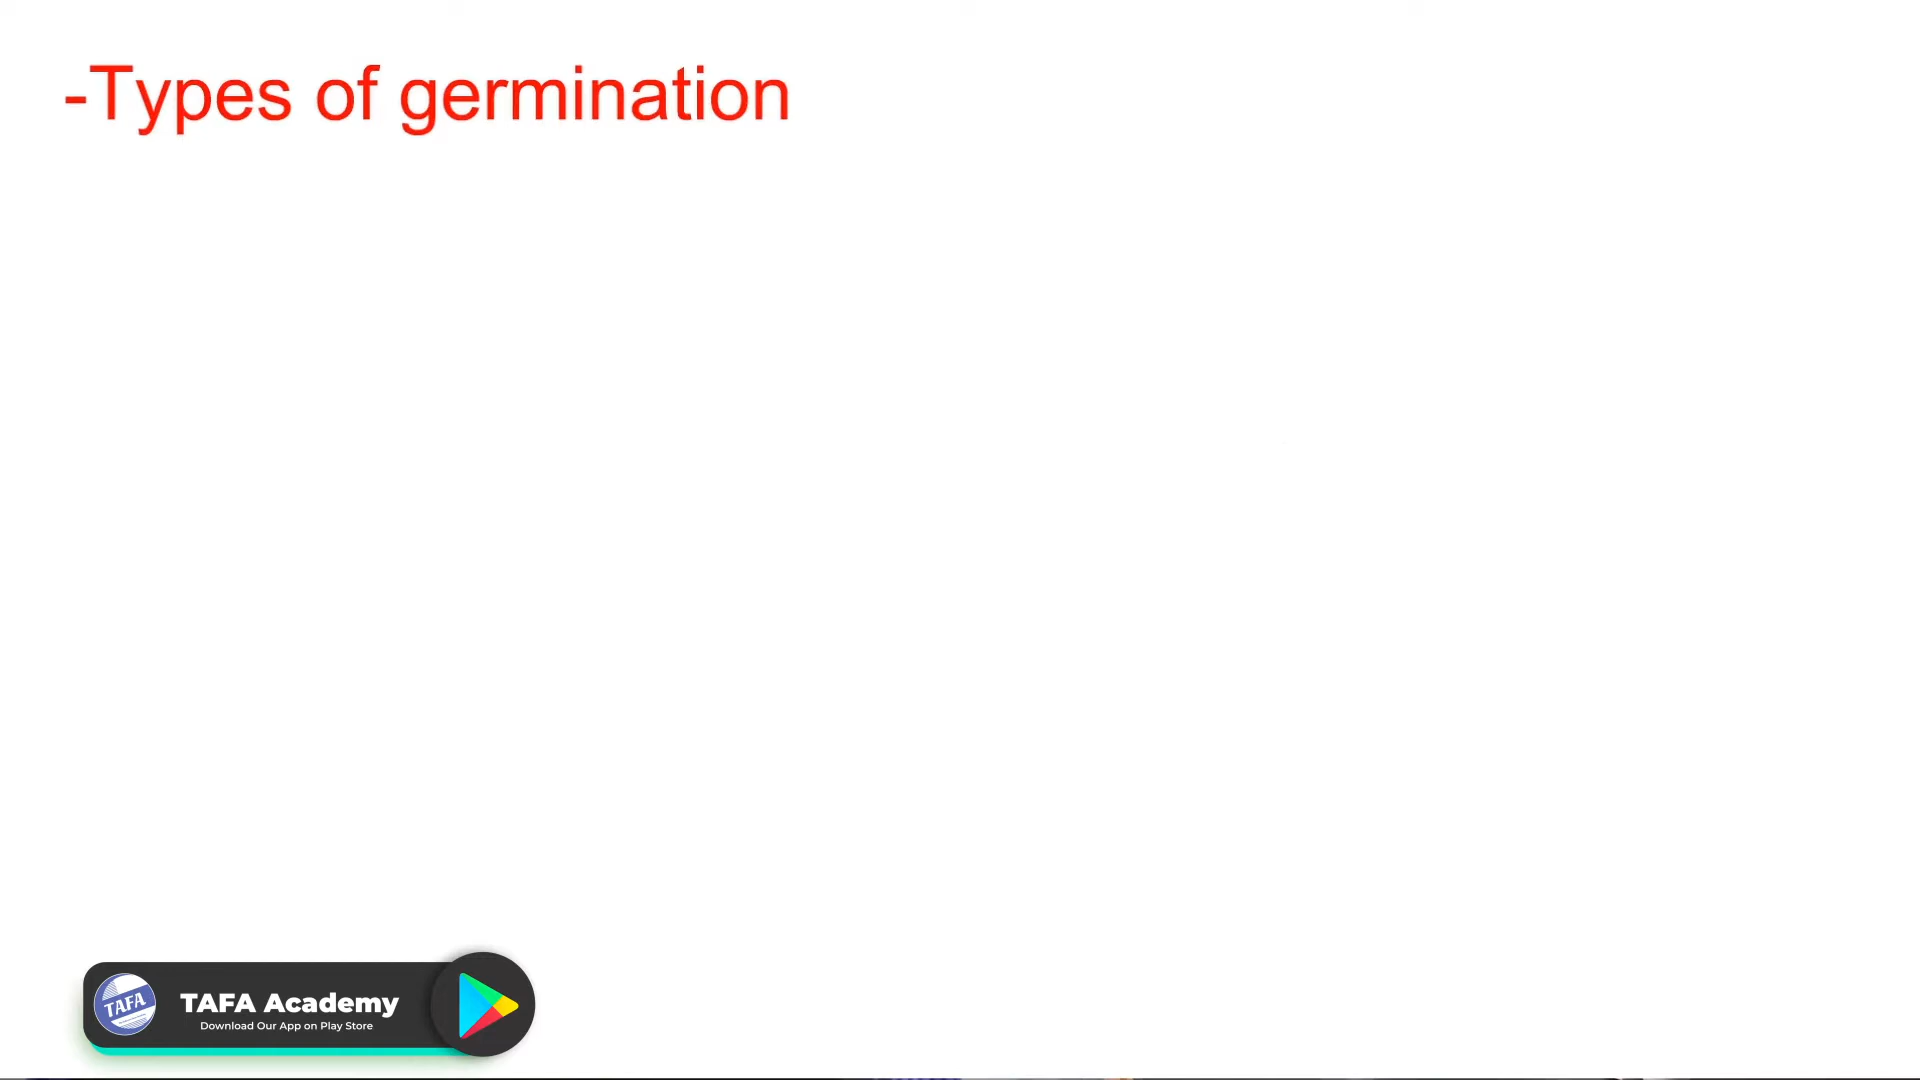 -Types of germination
TAFA
TAFA Academy
Download Our App on Play Store